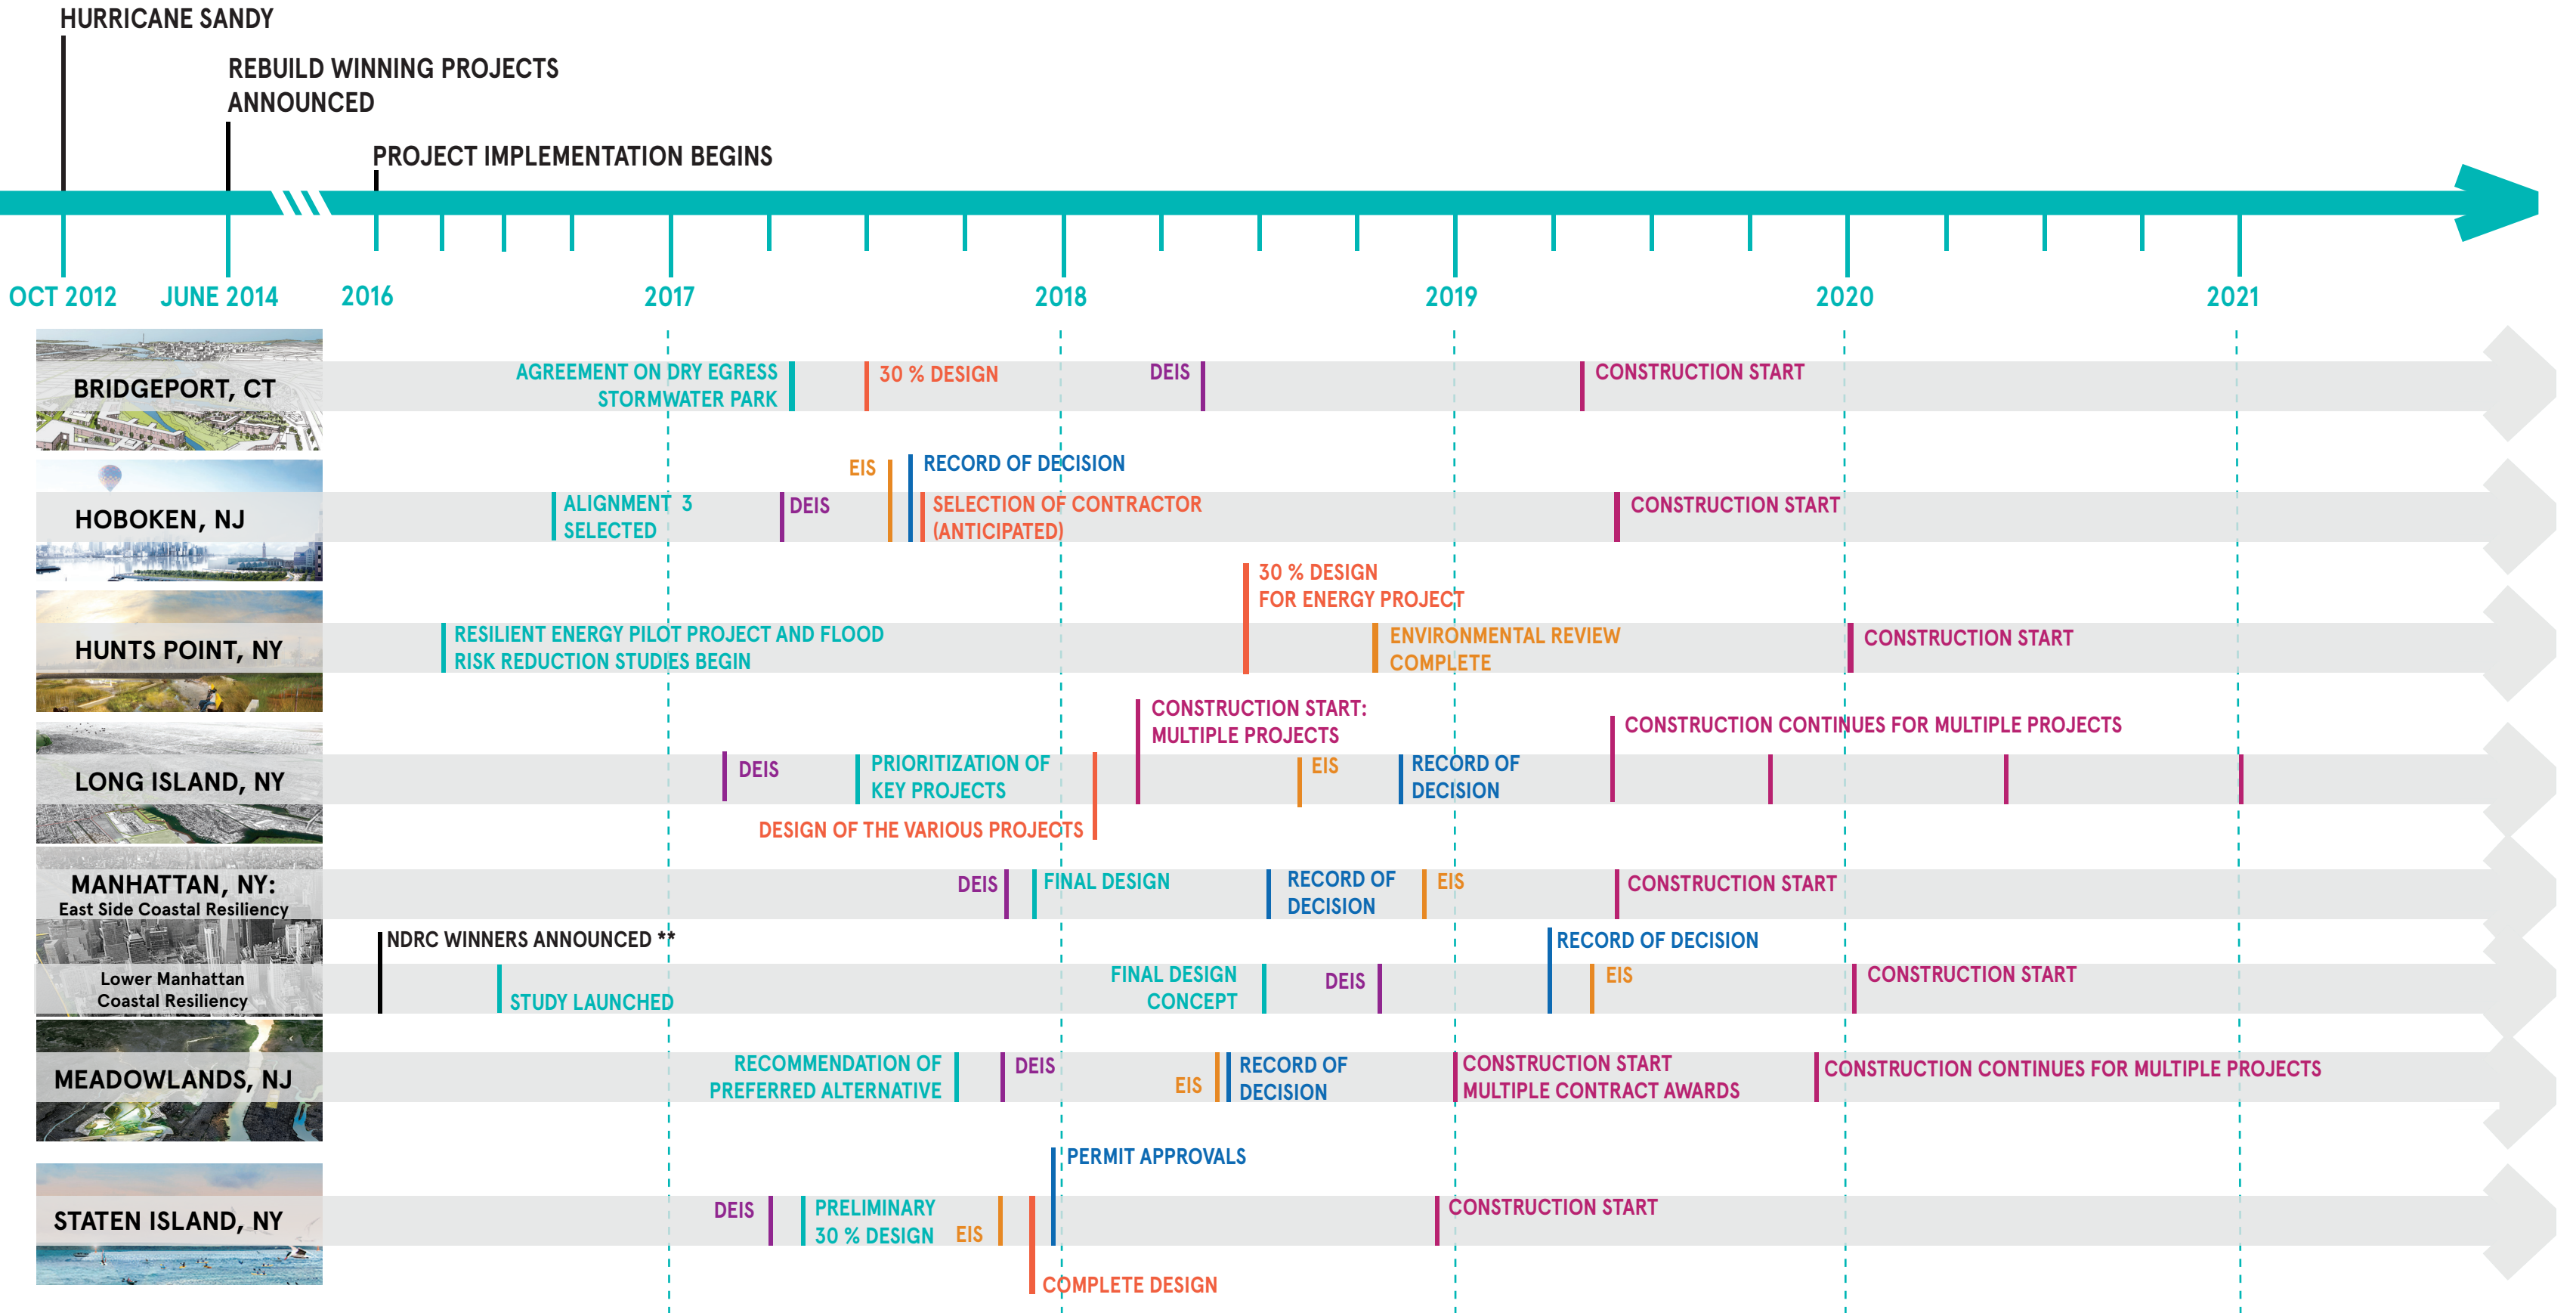 HURRICANE SANDY
REBUILD WINNING PROJECTS
ANNOUNCED
PROJECT IMPLEMENTATION BEGINS
OCT 2012
JUNE 2014
2016
2017
2018
2019
2020
2021
BRIDGEPORT, CT
AGREEMENT ON DRY EGRESS
STORMWATER PARK
30 % DESIGN
DEIS
CONSTRUCTION START
HOBOKEN, NJ
ALIGNMENT 3
SELECTED
DEIS
EIS
RECORD OF DECISION
SELECTION OF CONTRACTOR
(ANTICIPATED)
CONSTRUCTION START
HUNTS POINT, NY
RESILIENT ENERGY PILOT PROJECT AND FLOOD
RISK REDUCTION STUDIES BEGIN
30 % DESIGN
FOR ENERGY PROJECT
ENVIRONMENTAL REVIEW
COMPLETE
CONSTRUCTION START
LONG ISLAND, NY
DEIS
PRIORITIZATION OF
KEY PROJECTS
DESIGN OF THE VARIOUS PROJECTS
CONSTRUCTION START:
MULTIPLE PROJECTS
EIS
RECORD OF
DECISION
CONSTRUCTION CONTINUES FOR MULTIPLE PROJECTS
MANHATTAN, NY:
East Side Coastal Resiliency
DEIS
FINAL DESIGN
RECORD OF
DECISION
EIS
CONSTRUCTION START
Lower Manhattan
Coastal Resiliency
NDRC WINNERS ANNOUNCED **
STUDY LAUNCHED
FINAL DESIGN
CONCEPT
DEIS
RECORD OF DECISION
EIS
CONSTRUCTION START
MEADOWLANDS, NJ
RECOMMENDATION OF
PREFERRED ALTERNATIVE
DEIS
EIS
RECORD OF
DECISION
CONSTRUCTION START
MULTIPLE CONTRACT AWARDS
CONSTRUCTION CONTINUES FOR MULTIPLE PROJECTS
STATEN ISLAND, NY
DEIS
PRELIMINARY
30 % DESIGN
EIS
COMPLETE DESIGN
PERMIT APPROVALS
CONSTRUCTION START